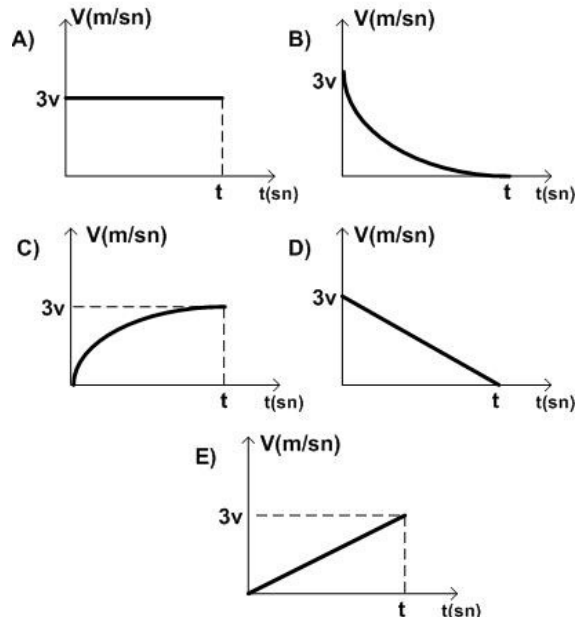 A)
V(m/sn)
3v
t
t(sn)
B)
V(m/sn)
3v
t
t(sn)
C)
V(m/sn)
3v
t
t(sn)
D)
V(m/sn)
3v
t
t(sn)
E)
V(m/sn)
3v
t
t(sn)